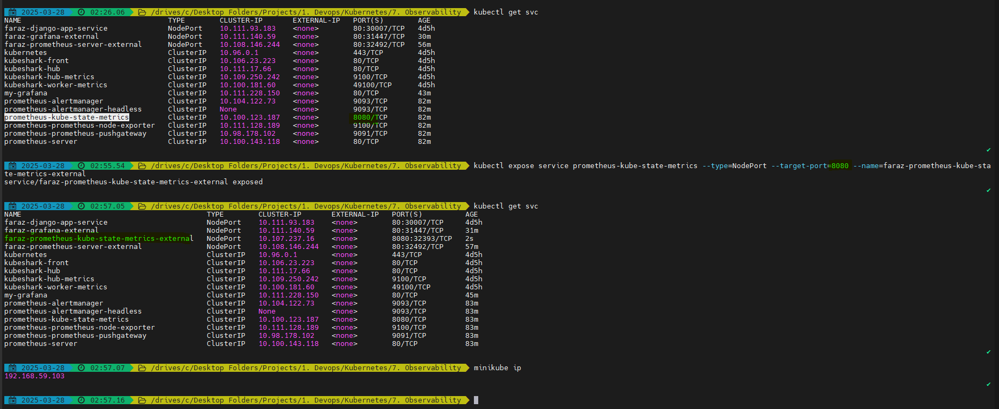 2025-03-28 02:26.06 /drives/c/Desktop Folders/Projects/1. Devops/Kubernetes/7. Observability kubectl get svc
NAME TYPE CLUSTER-IP EXTERNAL-IP PORT(S) AGE
faraz-django-app-service NodePort 10.111.93.183 <none> 80:30007/TCP 4d5h
faraz-grafana-external NodePort 10.111.140.59 <none> 80:31447/TCP 30m
faraz-prometheus-server-external NodePort 10.108.146.244 <none> 80:32492/TCP 56m
kubernetes ClusterIP 10.96.0.1 <none> 443/TCP 4d5h
kubeshark-front ClusterIP 10.106.23.223 <none> 80/TCP 4d5h
kubeshark-hub ClusterIP 10.111.17.66 <none> 80/TCP 4d5h
kubeshark-hub-metrics ClusterIP 10.109.250.242 <none> 9100/TCP 4d5h
kubeshark-worker-metrics ClusterIP 10.100.181.60 <none> 49100/TCP 4d5h
my-grafana ClusterIP 10.111.228.150 <none> 80/TCP 43m
prometheus-alertmanager ClusterIP 10.104.122.73 <none> 9093/TCP 82m
prometheus-alertmanager-headless ClusterIP None <none> 9093/TCP 82m
prometheus-kube-state-metrics ClusterIP 10.100.123.187 <none> 8080/TCP 82m
prometheus-prometheus-node-exporter ClusterIP 10.111.128.189 <none> 9100/TCP 82m
prometheus-prometheus-pushgateway ClusterIP 10.98.178.102 <none> 9091/TCP 82m
prometheus-server ClusterIP 10.100.143.118 <none> 80/TCP 82m
✔
2025-03-28 02:55.54 /drives/c/Desktop Folders/Projects/1. Devops/Kubernetes/7. Observability kubectl expose service prometheus-kube-state-metrics --type=NodePort --target-port=8080 --name=faraz-prometheus-kube-sta
te-metrics-external
service/faraz-prometheus-kube-state-metrics-external exposed
✔
2025-03-28 02:57.05 /drives/c/Desktop Folders/Projects/1. Devops/Kubernetes/7. Observability kubectl get svc
NAME TYPE CLUSTER-IP EXTERNAL-IP PORT(S) AGE
faraz-django-app-service NodePort 10.111.93.183 <none> 80:30007/TCP 4d5h
faraz-grafana-external NodePort 10.111.140.59 <none> 80:31447/TCP 31m
faraz-prometheus-kube-state-metrics-external NodePort 10.107.237.16 <none> 8080:32393/TCP 2s
faraz-prometheus-server-external NodePort 10.108.146.244 <none> 80:32492/TCP 57m
kubernetes ClusterIP 10.96.0.1 <none> 443/TCP 4d5h
kubeshark-front ClusterIP 10.106.23.223 <none> 80/TCP 4d5h
kubeshark-hub ClusterIP 10.111.17.66 <none> 80/TCP 4d5h
kubeshark-hub-metrics ClusterIP 10.109.250.242 <none> 9100/TCP 4d5h
kubeshark-worker-metrics ClusterIP 10.100.181.60 <none> 49100/TCP 4d5h
my-grafana ClusterIP 10.111.228.150 <none> 80/TCP 45m
prometheus-alertmanager ClusterIP 10.104.122.73 <none> 9093/TCP 83m
prometheus-alertmanager-headless ClusterIP None <none> 9093/TCP 83m
prometheus-kube-state-metrics ClusterIP 10.100.123.187 <none> 8080/TCP 83m
prometheus-prometheus-node-exporter ClusterIP 10.111.128.189 <none> 9100/TCP 83m
prometheus-prometheus-pushgateway ClusterIP 10.98.178.102 <none> 9091/TCP 83m
prometheus-server ClusterIP 10.100.143.118 <none> 80/TCP 83m
✔
2025-03-28 02:57.07 /drives/c/Desktop Folders/Projects/1. Devops/Kubernetes/7. Observability minikube ip
192.168.59.103
✔
2025-03-28 02:57.16 /drives/c/Desktop Folders/Projects/1. Devops/Kubernetes/7. Observability